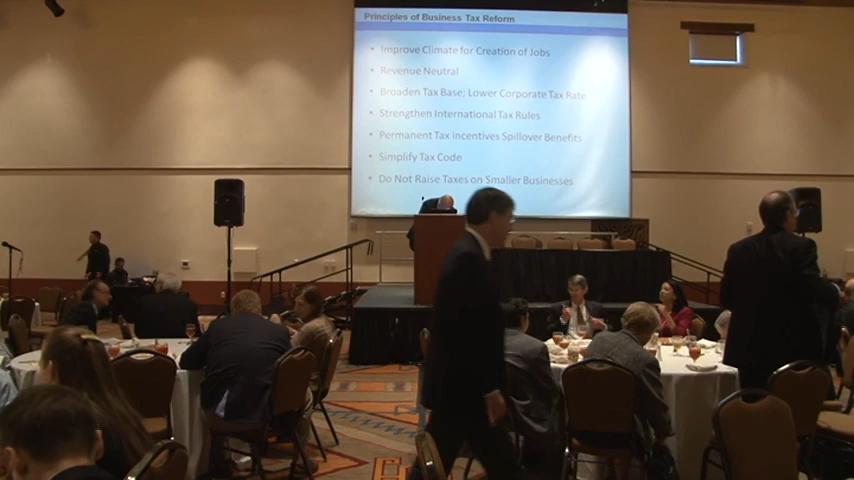 Principles of Business Tax Reform
• Improve Climate for Creation of Jobs
• Revenue Neutral
• Broaden Tax Base; Lower Corporate Tax Rate
• Strengthen International Tax Rules
• Permanent Tax Incentives Spillover Benefits
• Simplify Tax Code
• Do Not Raise Taxes on Smaller Businesses